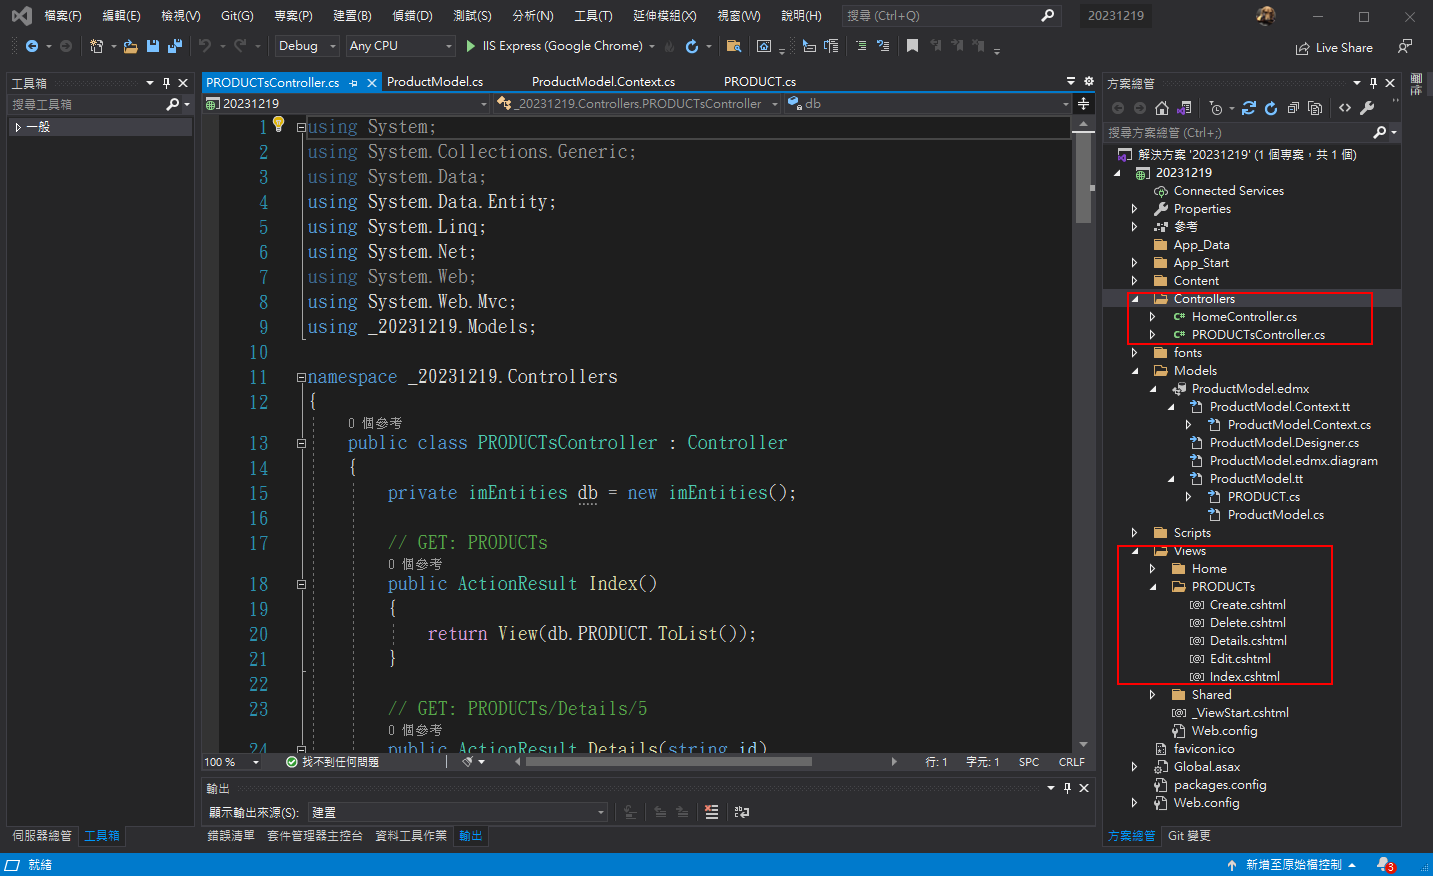 檔案(F) 編輯(E) 檢視(V) Git(G) 專案(P) 建置(B) 偵錯(D) 測試(S) 分析(N) 工具(T) 延伸模組(X) 視窗(W) 說明(H) 搜尋 (Ctrl+Q) 20231219
Debug Any CPU IIS Express (Google Chrome) Live Share
工具箱
搜尋工具箱
一般
伺服器總管 工具箱
PRODUCTsController.cs ProductModel.cs ProductModel.Context.cs PRODUCT.cs
20231219 _20231219.Controllers.PRODUCTsController db
1 using System;
2 using System.Collections.Generic;
3 using System.Data;
4 using System.Data.Entity;
5 using System.Linq;
6 using System.Net;
7 using System.Web;
8 using System.Web.Mvc;
9 using _20231219.Models;
10
11 namespace _20231219.Controllers
12 {
0 個參考
13 public class PRODUCTsController : Controller
14 {
15 private imEntities db = new imEntities();
16
17 // GET: PRODUCTs
0 個參考
18 public ActionResult Index()
19 {
20 return View(db.PRODUCT.ToList());
21 }
22
23 // GET: PRODUCTs/Details/5
0 個參考
24 public ActionResult Details(string id)
100 % 找不到任何問題 行: 1 字元: 1 SPC CRLF
輸出
顯示輸出來源(S): 建置
錯誤清單 套件管理器主控台 資料工具作業 輸出
方案總管
搜尋方案總管 (Ctrl+;)
解決方案 '20231219' (1 個專案，共 1 個)
20231219
Connected Services
Properties
參考
App_Data
App_Start
Content
Controllers
HomeController.cs
PRODUCTsController.cs
fonts
Models
ProductModel.edmx
ProductModel.Context.tt
ProductModel.Context.cs
ProductModel.Designer.cs
ProductModel.edmx.diagram
ProductModel.tt
PRODUCT.cs
ProductModel.cs
Scripts
Views
Home
PRODUCTs
Create.cshtml
Delete.cshtml
Details.cshtml
Edit.cshtml
Index.cshtml
Shared
_ViewStart.cshtml
Web.config
favicon.ico
Global.asax
packages.config
Web.config
方案總管 Git 變更
就緒 新增至原始檔控制 3